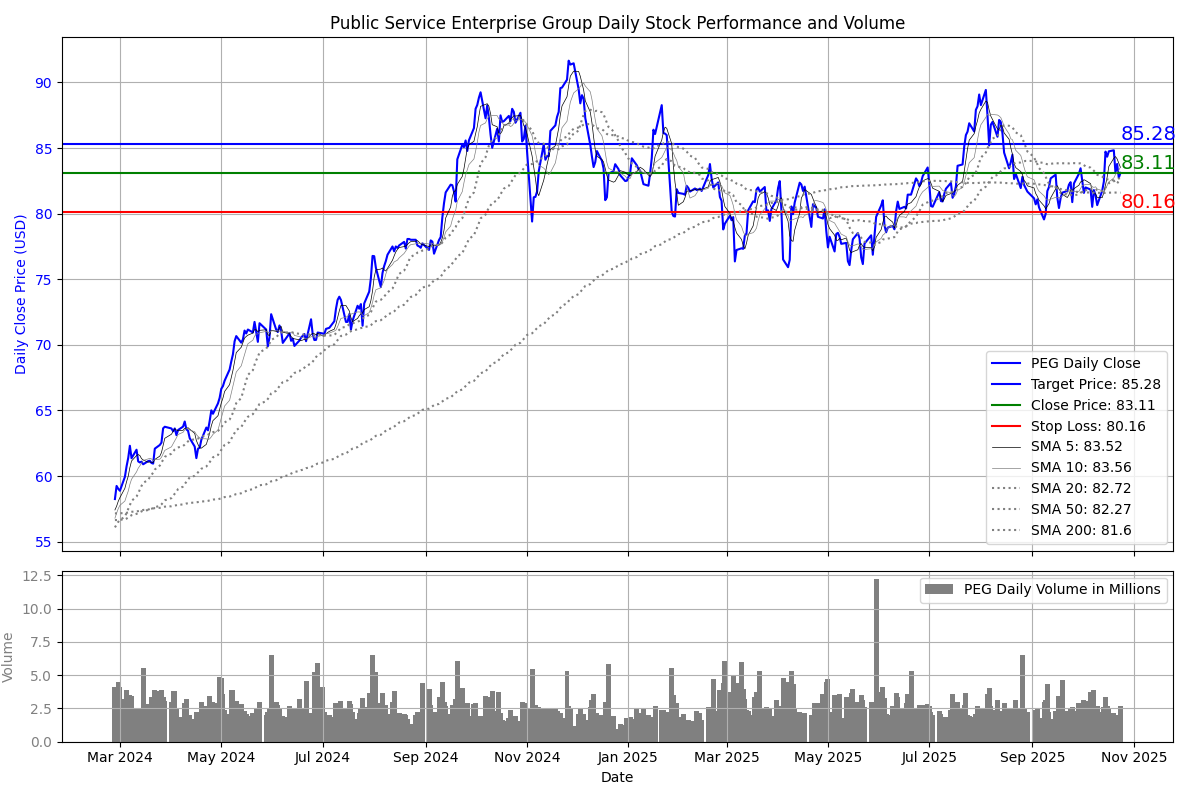 Public Service Enterprise Group Daily Stock Performance and Volume
Daily Close Price (USD)
90
85
80
75
70
65
60
55
85.28
83.11
80.16
PEG Daily Close
Target Price: 85.28
Close Price: 83.11
Stop Loss: 80.16
SMA 5: 83.52
SMA 10: 83.56
SMA 20: 82.72
SMA 50: 82.27
SMA 200: 81.6
Volume
12.5
10.0
7.5
5.0
2.5
0.0
PEG Daily Volume in Millions
Mar 2024 May 2024 Jul 2024 Sep 2024 Nov 2024 Jan 2025 Mar 2025 May 2025 Jul 2025 Sep 2025 Nov 2025
Date